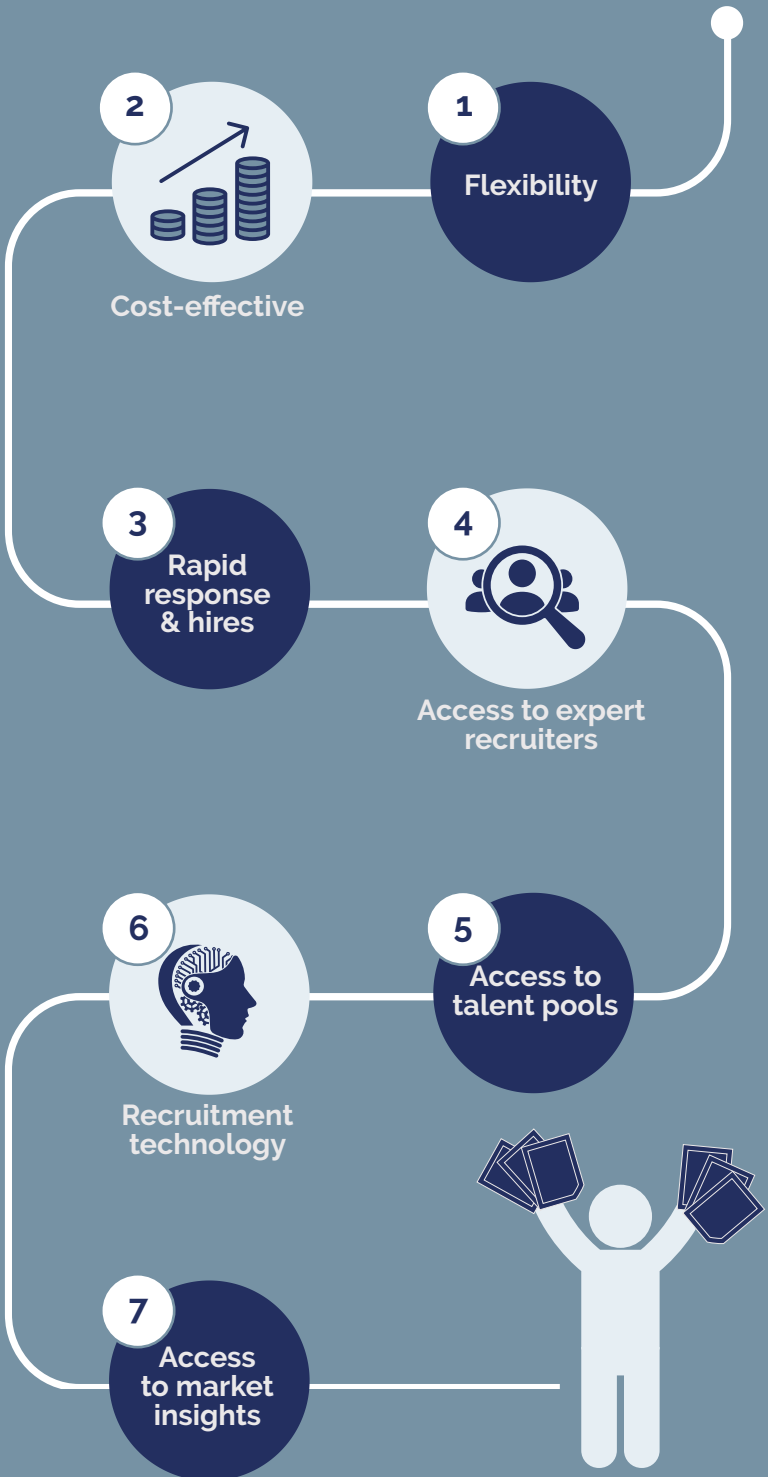 1
Flexibility
2
Cost-effective
3
Rapid
response
& hires
4
Access to expert
recruiters
5
Access to
talent pools
6
Recruitment
technology
7
Access
to market
insights